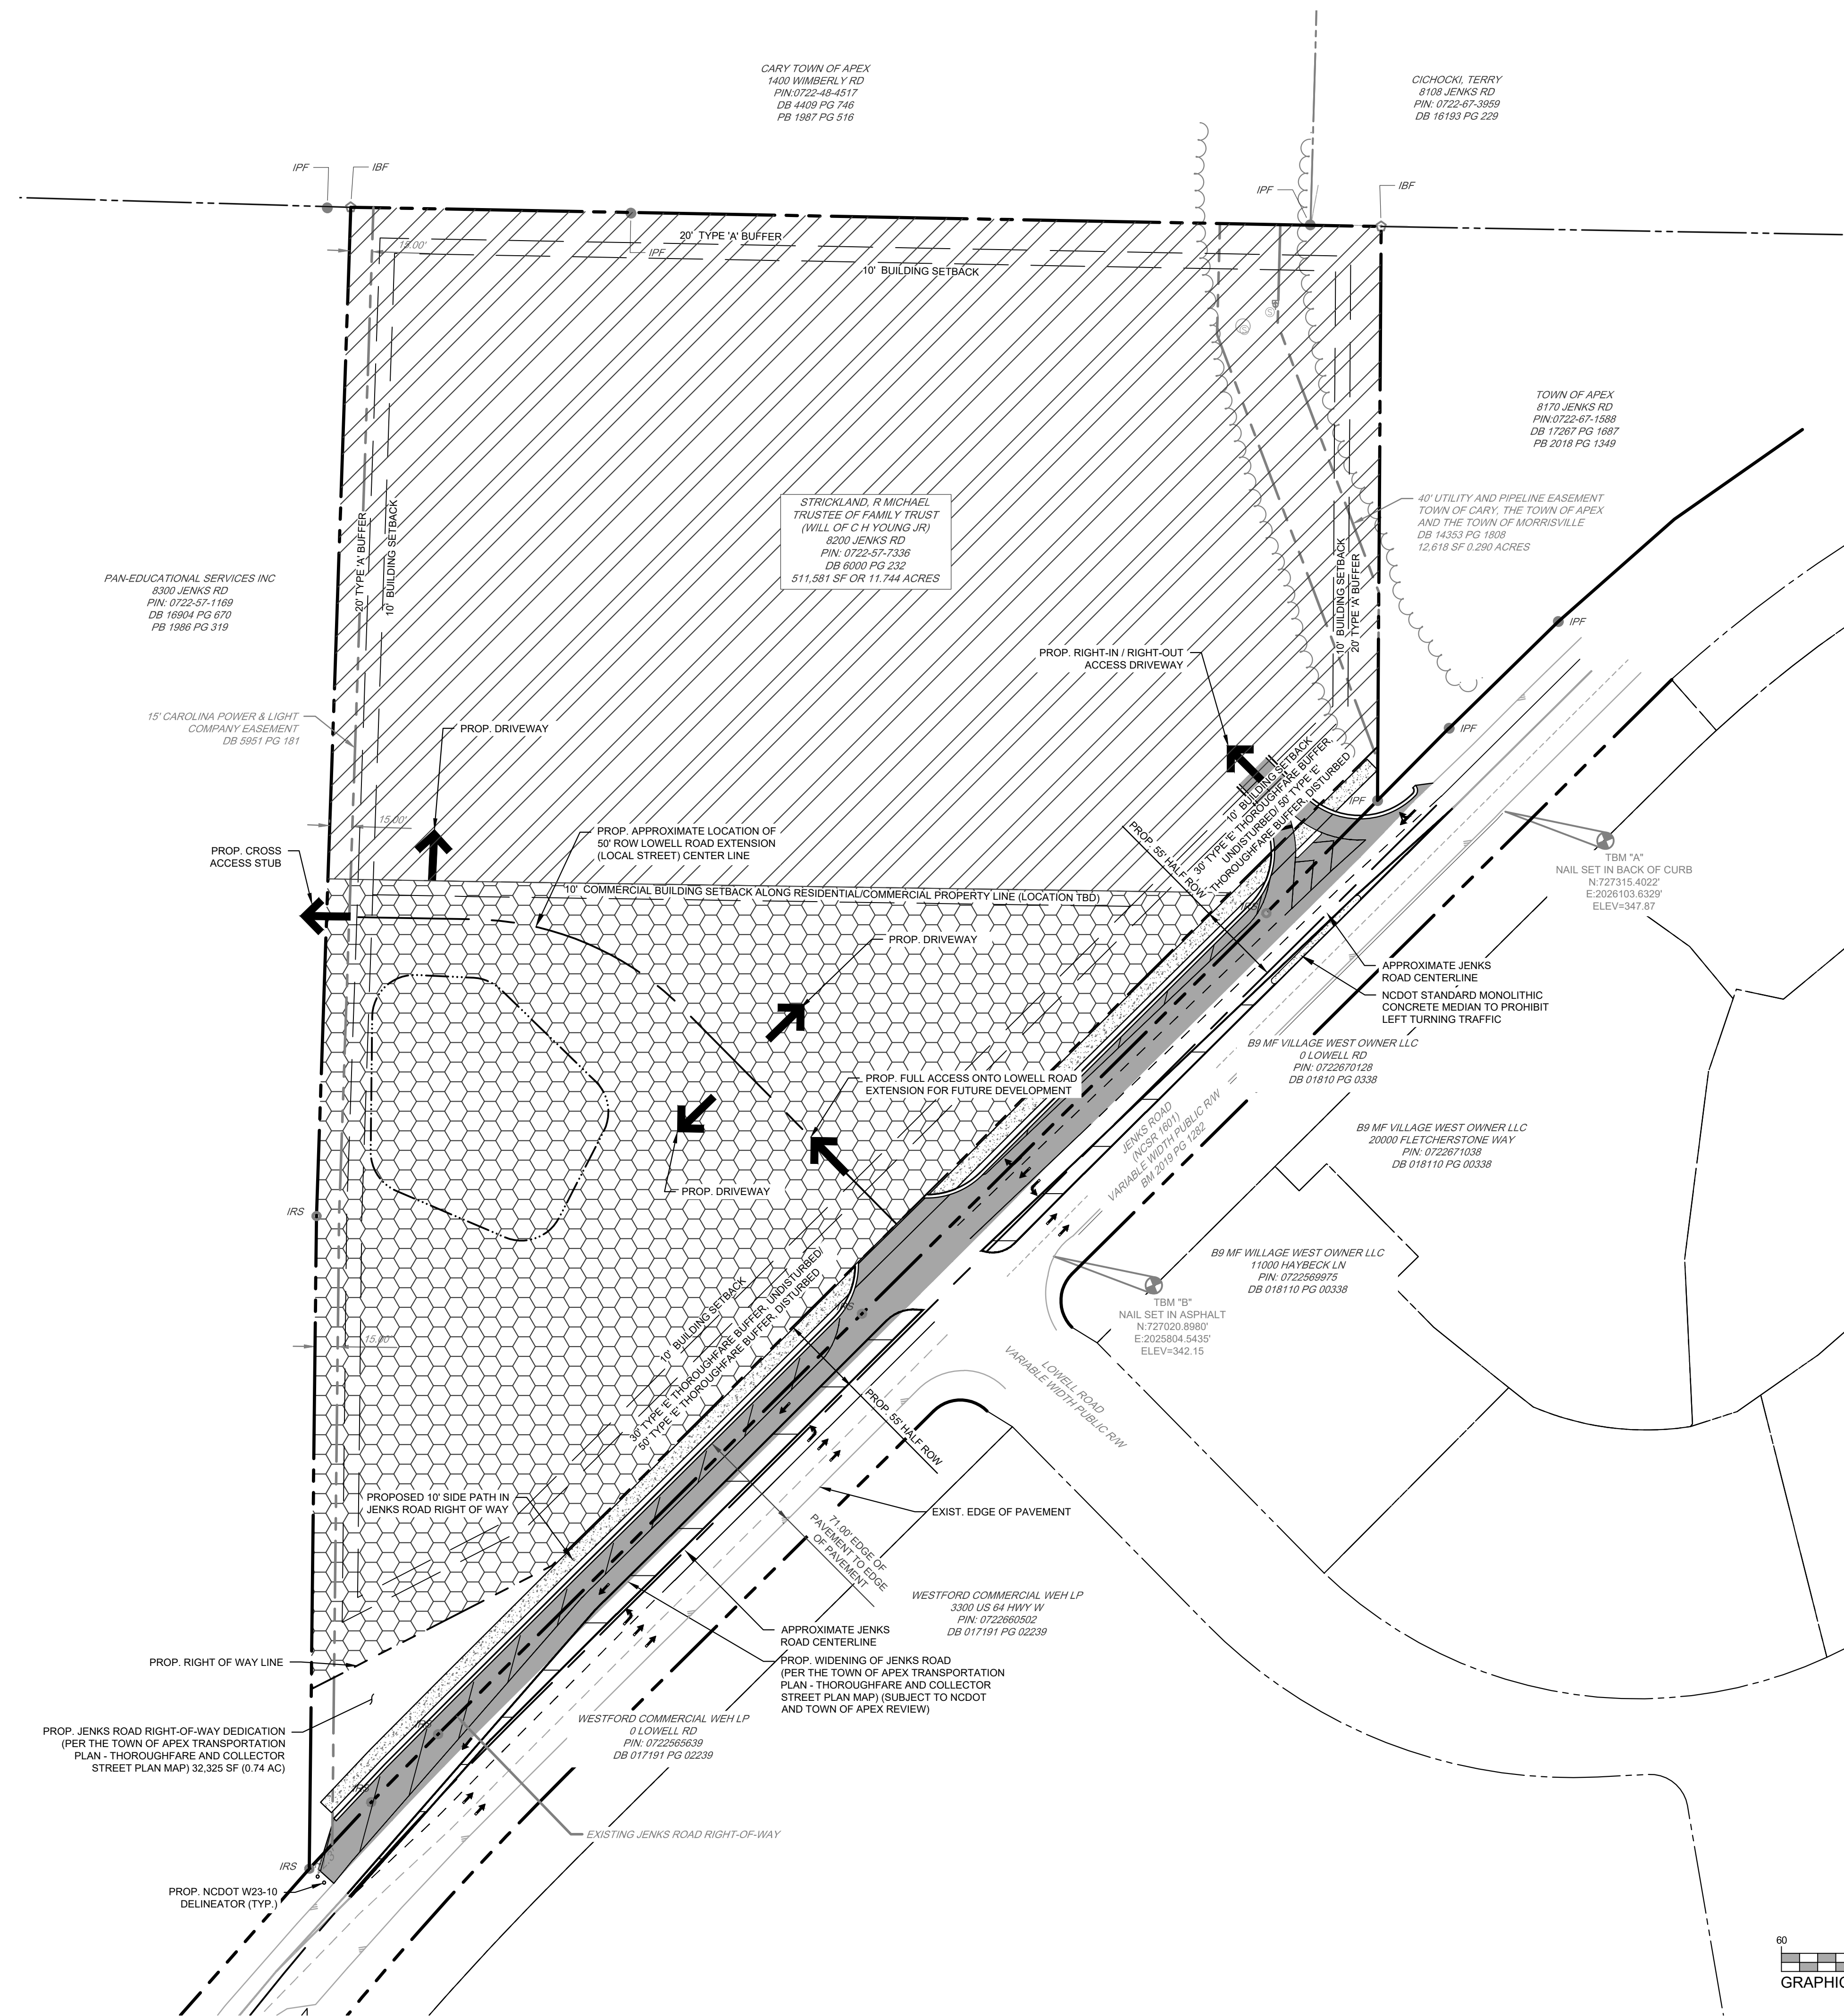 CARY TOWN OF APEX
1400 WIMBERLY RD
PIN:0722-48-4517
DB 4409 PG 746
PB 1987 PG 516
CICHOCKI, TERRY
8108 JENKS RD
PIN: 0722-67-3959
DB 16193 PG 229
IPF
IBF
IPF
IBF
15.00'
20' TYPE 'A' BUFFER
IPF
10' BUILDING SETBACK
S
S
TOWN OF APEX
8170 JENKS RD
PIN:0722-67-1588
DB 17267 PG 1687
PB 2018 PG 1349
STRICKLAND, R MICHAEL
TRUSTEE OF FAMILY TRUST
(WILL OF C H YOUNG JR)
8200 JENKS RD
PIN: 0722-57-7336
DB 6000 PG 232
511,581 SF OR 11.744 ACRES
40' UTILITY AND PIPELINE EASEMENT
TOWN OF CARY, THE TOWN OF APEX
AND THE TOWN OF MORRISVILLE
DB 14353 PG 1808
12,618 SF 0.290 ACRES
20' TYPE 'A' BUFFER
10' BUILDING SETBACK
10' BUILDING SETBACK
20' TYPE 'A' BUFFER
PAN-EDUCATIONAL SERVICES INC
8300 JENKS RD
PIN: 0722-57-1169
DB 16904 PG 670
PB 1986 PG 319
IPF
PROP. RIGHT-IN / RIGHT-OUT
ACCESS DRIVEWAY
15' CAROLINA POWER & LIGHT
COMPANY EASEMENT
DB 5951 PG 181
PROP. DRIVEWAY
IPF
10' BUILDING SETBACK
30' TYPE 'E' THOROUGHFARE BUFFER,
UNDISTURBED/ 50' TYPE 'E'
THOROUGHFARE BUFFER, DISTURBED
IPF
15.00'
PROP. CROSS
ACCESS STUB
PROP. APPROXIMATE LOCATION OF
50' ROW LOWELL ROAD EXTENSION
(LOCAL STREET) CENTER LINE
PROP. 55' HALF ROW
TBM "A"
NAIL SET IN BACK OF CURB
N:727315.4022'
E:2026103.6329'
ELEV=347.87
10' COMMERCIAL BUILDING SETBACK ALONG RESIDENTIAL/COMMERCIAL PROPERTY LINE (LOCATION TBD)
IRS
PROP. DRIVEWAY
APPROXIMATE JENKS
ROAD CENTERLINE
NCDOT STANDARD MONOLITHIC
CONCRETE MEDIAN TO PROHIBIT
LEFT TURNING TRAFFIC
B9 MF VILLAGE WEST OWNER LLC
0 LOWELL RD
PIN: 0722670128
DB 01810 PG 0338
PROP. FULL ACCESS ONTO LOWELL ROAD
EXTENSION FOR FUTURE DEVELOPMENT
JENKS ROAD
(NCSR 1601)
VARIABLE WIDTH PUBLIC R/W
BM 2019 PG 1282
B9 MF VILLAGE WEST OWNER LLC
20000 FLETCHERSTONE WAY
PIN: 0722671038
DB 018110 PG 00338
PROP. DRIVEWAY
IRS
B9 MF WILLAGE WEST OWNER LLC
11000 HAYBECK LN
PIN: 0722569975
DB 018110 PG 00338
10' BUILDING SETBACK
30' TYPE 'E' THOROUGHFARE BUFFER, UNDISTURBED/
50' TYPE 'E' THOROUGHFARE BUFFER, DISTURBED
IRS
TBM "B"
NAIL SET IN ASPHALT
N:727020.8980'
E:2025804.5435'
ELEV=342.15
15.00'
LOWELL ROAD
VARIABLE WIDTH PUBLIC R/W
PROP. 55' HALF ROW
PROPOSED 10' SIDE PATH IN
JENKS ROAD RIGHT OF WAY
EXIST. EDGE OF PAVEMENT
71.00' EDGE OF
PAVEMENT TO EDGE
OF PAVEMENT
WESTFORD COMMERCIAL WEH LP
3300 US 64 HWY W
PIN: 0722660502
DB 017191 PG 02239
APPROXIMATE JENKS
ROAD CENTERLINE
PROP. RIGHT OF WAY LINE
PROP. WIDENING OF JENKS ROAD
(PER THE TOWN OF APEX TRANSPORTATION
PLAN - THOROUGHFARE AND COLLECTOR
STREET PLAN MAP) (SUBJECT TO NCDOT
AND TOWN OF APEX REVIEW)
WESTFORD COMMERCIAL WEH LP
0 LOWELL RD
PIN: 0722565639
DB 017191 PG 02239
IRS
PROP. JENKS ROAD RIGHT-OF-WAY DEDICATION
(PER THE TOWN OF APEX TRANSPORTATION
PLAN - THOROUGHFARE AND COLLECTOR
STREET PLAN MAP) 32,325 SF (0.74 AC)
IRS
EXISTING JENKS ROAD RIGHT-OF-WAY
IRS
PROP. NCDOT W23-10
DELINEATOR (TYP.)
60
GRAPHIC